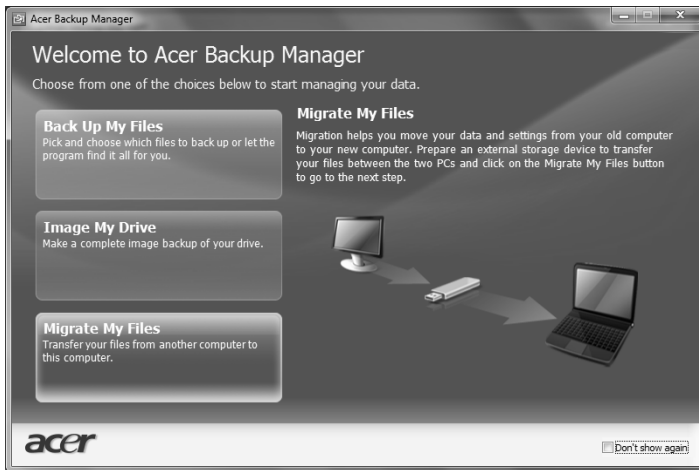 Acer Backup Manager
Welcome to Acer Backup Manager
Choose from one of the choices below to start managing your data.
Back Up My Files
Pick and choose which files to back up or let the
program find it all for you.
Image My Drive
Make a complete image backup of your drive.
Migrate My Files
Transfer your files from another computer to
this computer.
Migrate My Files
Migration helps you move your data and settings from your old computer
to your new computer. Prepare an external storage device to transfer
your files between the two PCs and click on the Migrate My Files button
to go to the next step.
acer
Don't show again